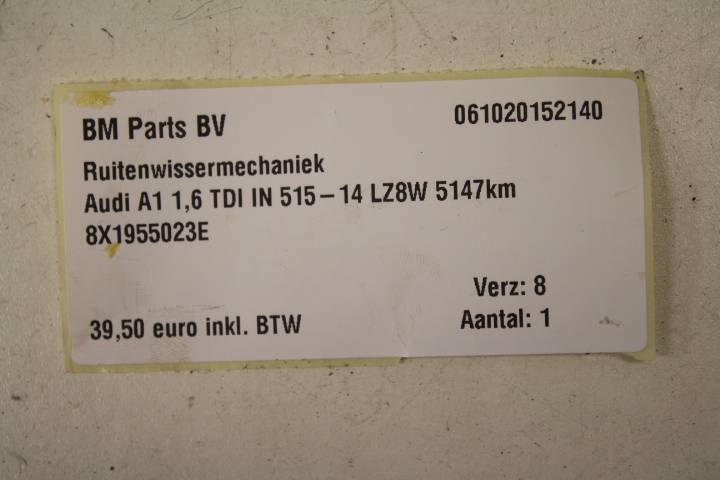 BM Parts BV 061020152140
Ruitenwissermechaniek
Audi A1 1,6 TDI IN 515–14 LZ8W 5147km
8X1955023E
Verz: 8
39,50 euro inkl. BTW Aantal: 1